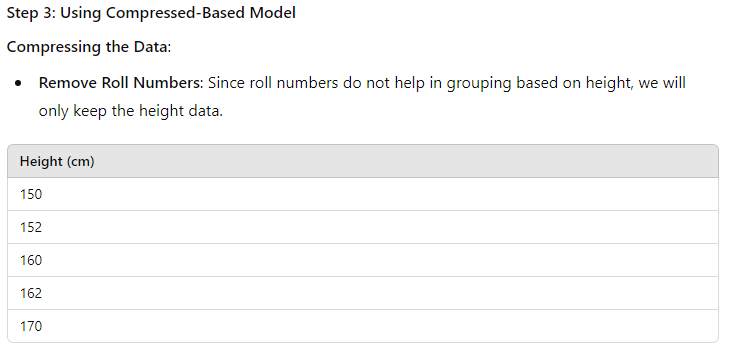 Step 3: Using Compressed-Based Model
Compressing the Data:
• Remove Roll Numbers: Since roll numbers do not help in grouping based on height, we will
only keep the height data.
Height (cm)
150
152
160
162
170